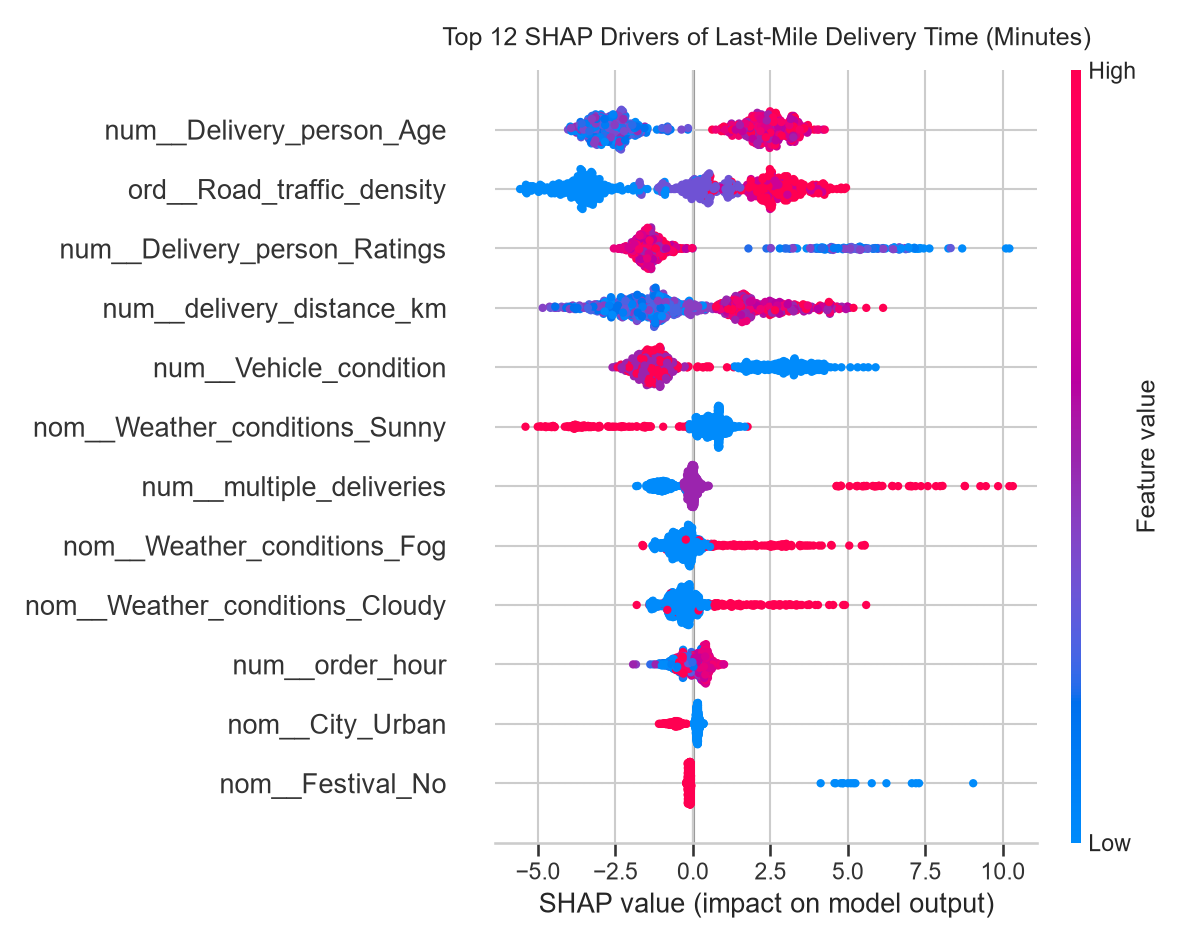 Top 12 SHAP Drivers of Last-Mile Delivery Time (Minutes)
High
num__Delivery_person_Age
ord__Road_traffic_density
num__Delivery_person_Ratings
num__delivery_distance_km
num__Vehicle_condition
nom__Weather_conditions_Sunny
num__multiple_deliveries
nom__Weather_conditions_Fog
nom__Weather_conditions_Cloudy
num__order_hour
nom__City_Urban
nom__Festival_No
Feature value
Low
−5.0 −2.5 0.0 2.5 5.0 7.5 10.0
SHAP value (impact on model output)